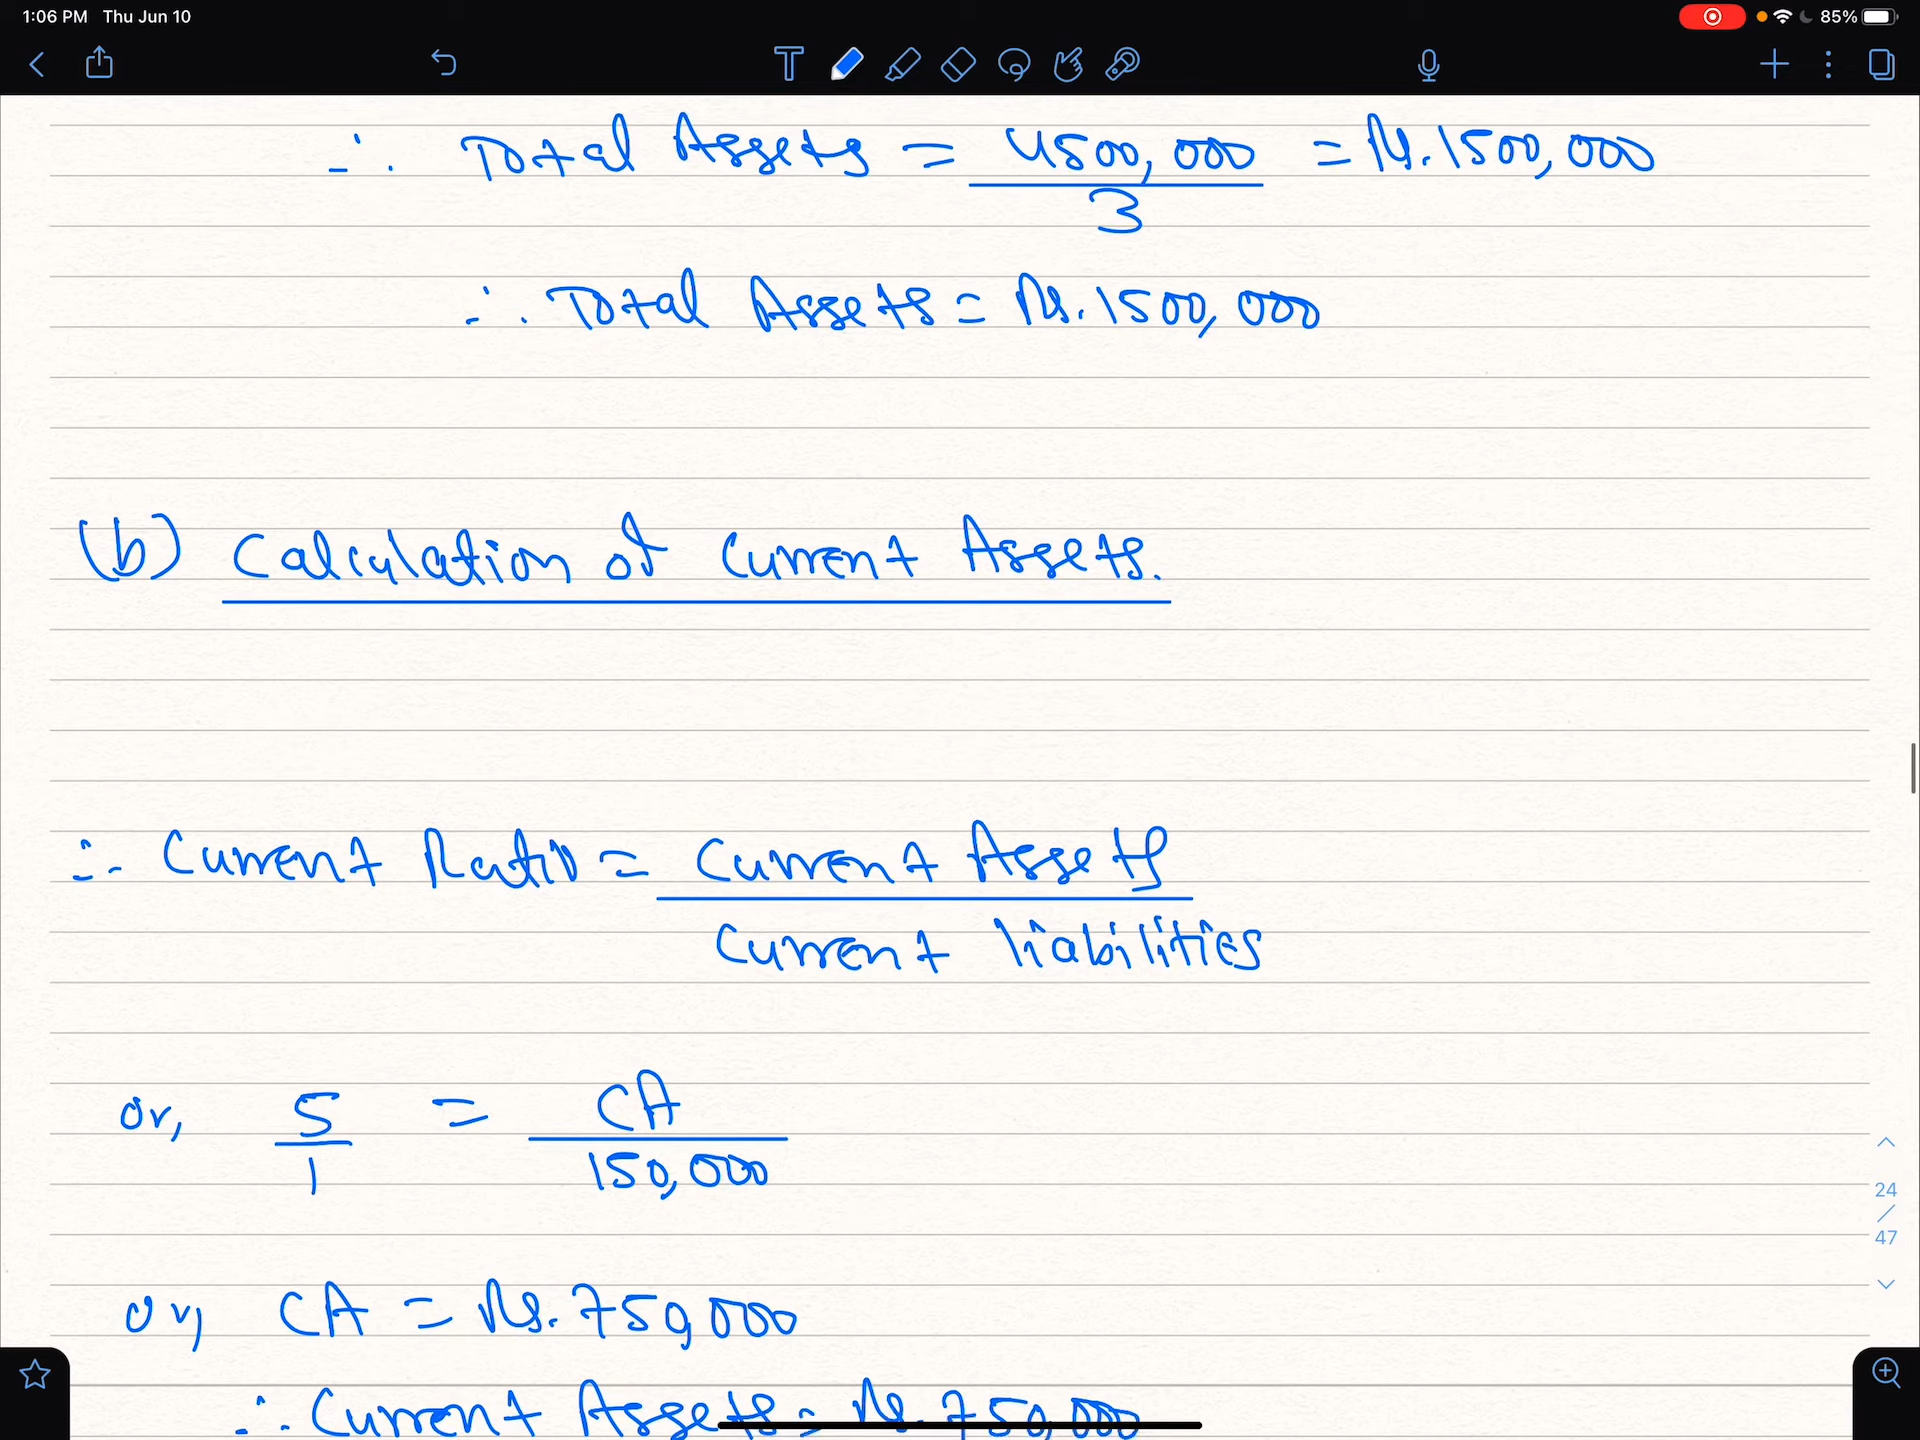 1:06 PM Thu Jun 10
85%
∴ Total Assets = 4500,000 / 3 = Rs. 1500,000
∴ Total Assets = Rs. 1500,000
(b) Calculation of Current Assets.
∴ Current Ratio = Current Assets / Current liabilities
or, 5 / 1 = CA / 150,000
24
/
47
or, CA = Rs. 750,000
∴ Current Assets = Rs. 750,000